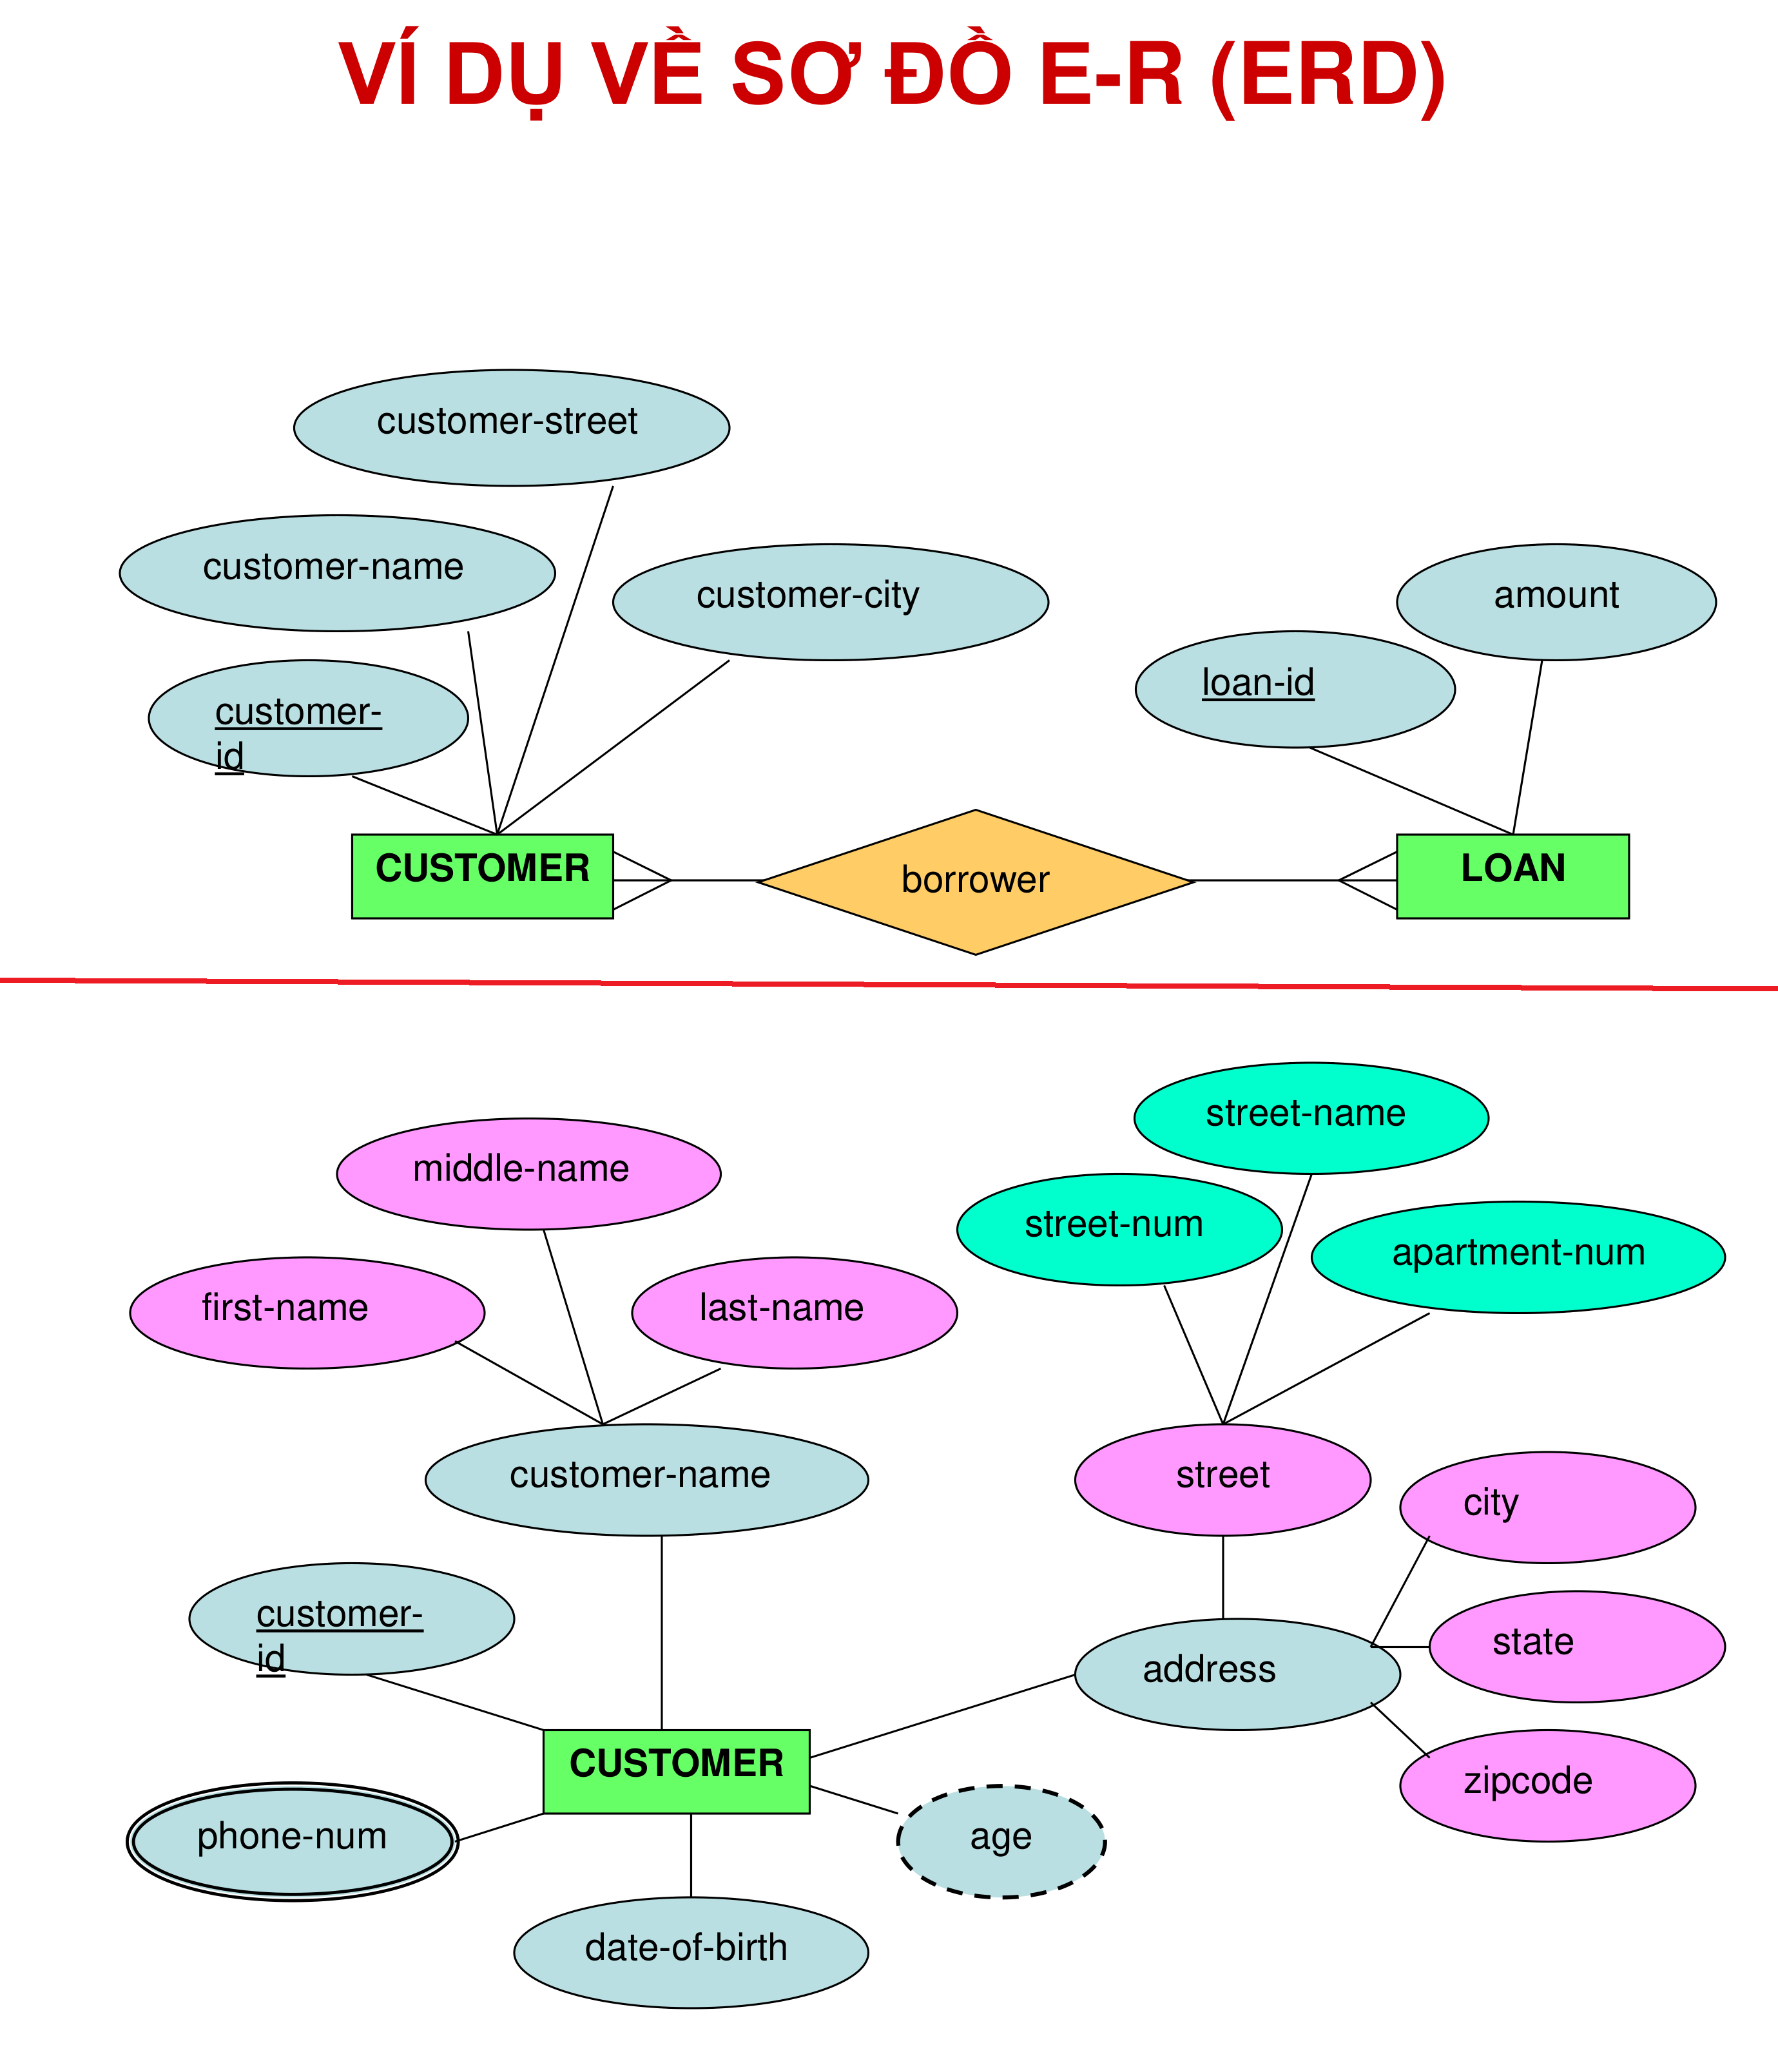 VÍ DỤ VỀ SƠ ĐỒ E-R (ERD)
customer-street
customer-name
customer-city
amount
loan-id
customer-
id
CUSTOMER
borrower
LOAN
street-name
middle-name
street-num
apartment-num
first-name
last-name
customer-name
street
city
customer-
id
state
address
CUSTOMER
zipcode
phone-num
age
date-of-birth